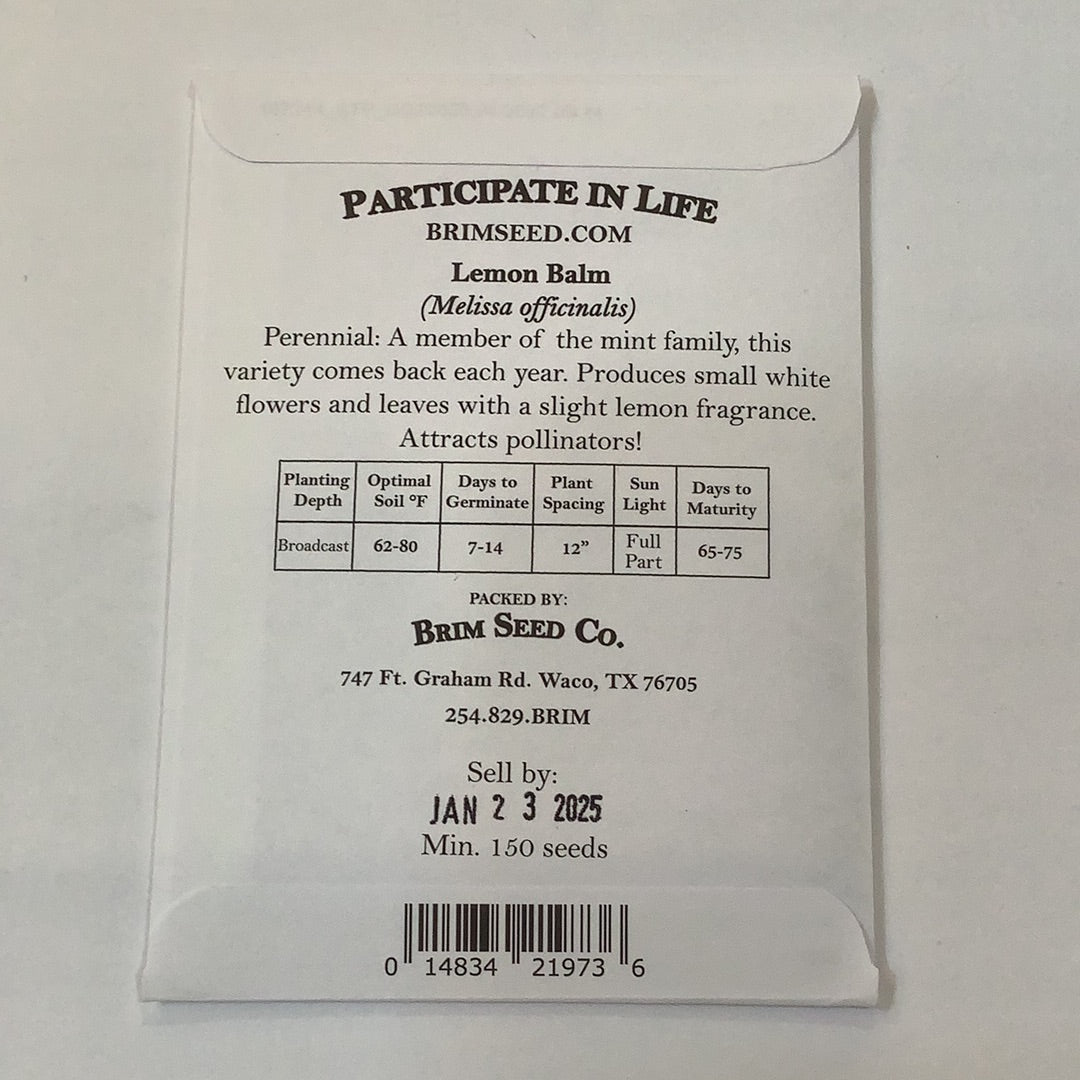 PARTICIPATE IN LIFE
BRIMSEED.COM
Lemon Balm
(Melissa officinalis)
Perennial: A member of the mint family, this
variety comes back each year. Produces small white
flowers and leaves with a slight lemon fragrance.
Attracts pollinators!
Planting Depth Optimal Soil °F Days to Germinate Plant Spacing Sun Light Days to Maturity
Broadcast 62-80 7-14 12” Full Part 65-75
PACKED BY:
BRIM SEED CO.
747 Ft. Graham Rd. Waco, TX 76705
254.829.BRIM
Sell by:
JAN 2 3 2025
Min. 150 seeds
0 14834 21973 6